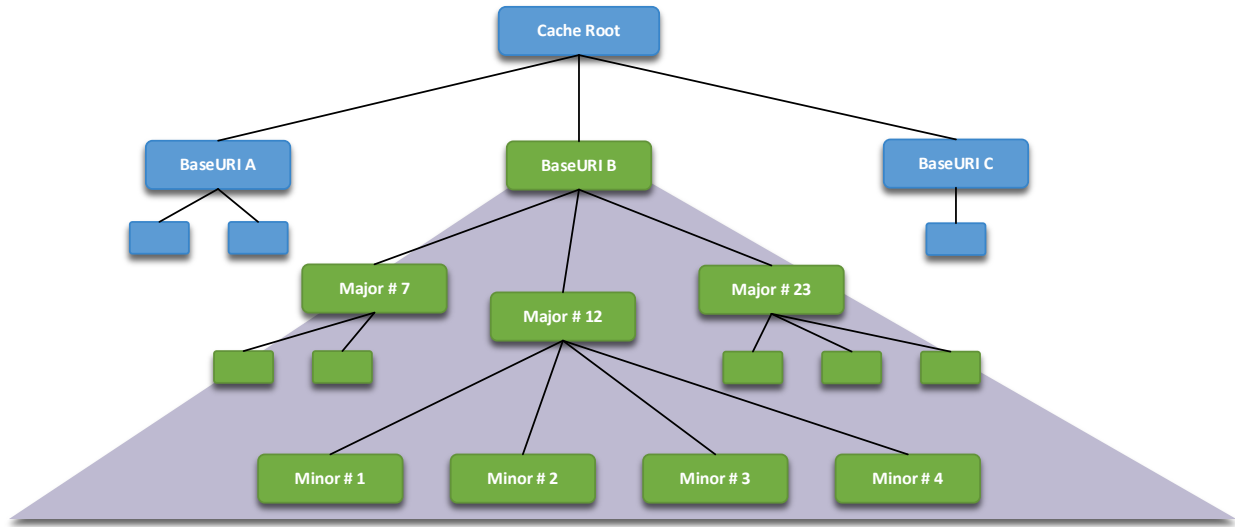 Cache Root
BaseURI A
BaseURI B
BaseURI C
Major # 7
Major # 12
Major # 23
Minor # 1
Minor # 2
Minor # 3
Minor # 4